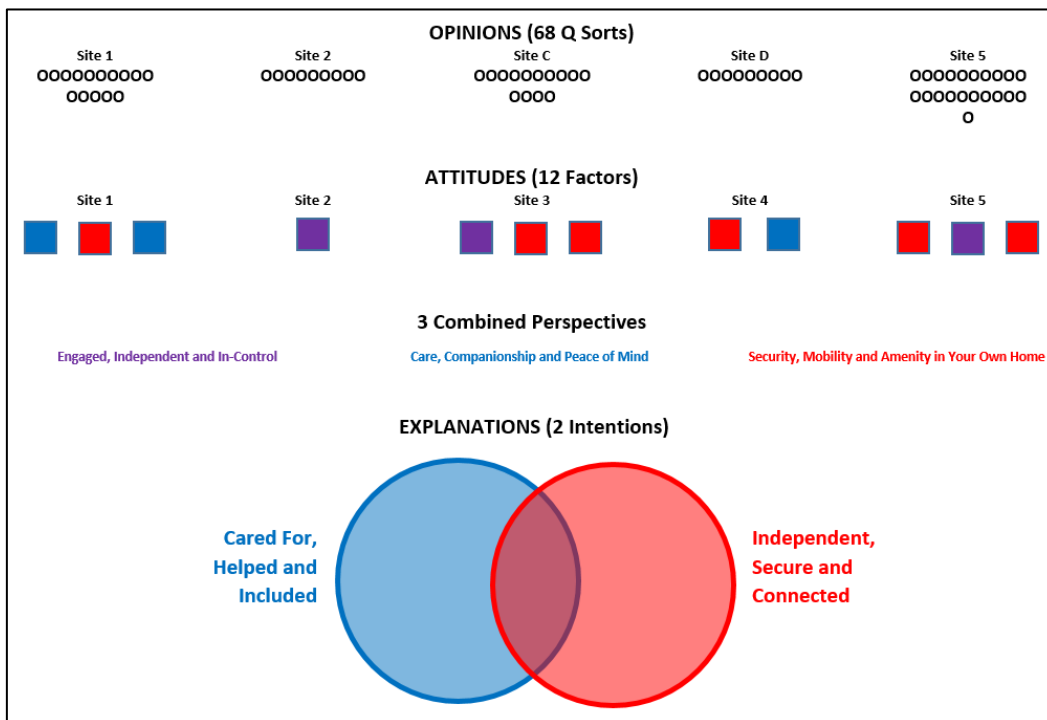 OPINIONS (68 Q Sorts)
Site 1 Site 2 Site C Site D Site 5
OOOOOOOOOO OOOOOOOOO OOOOOOOOOO OOOOOOOOO OOOOOOOOOO
OOOOO OOOO OOOOOOOOOO
O
ATTITUDES (12 Factors)
Site 1 Site 2 Site 3 Site 4 Site 5
3 Combined Perspectives
Engaged, Independent and In-Control Care, Companionship and Peace of Mind Security, Mobility and Amenity in Your Own Home
EXPLANATIONS (2 Intentions)
Cared For,
Helped and
Included
Independent,
Secure and
Connected